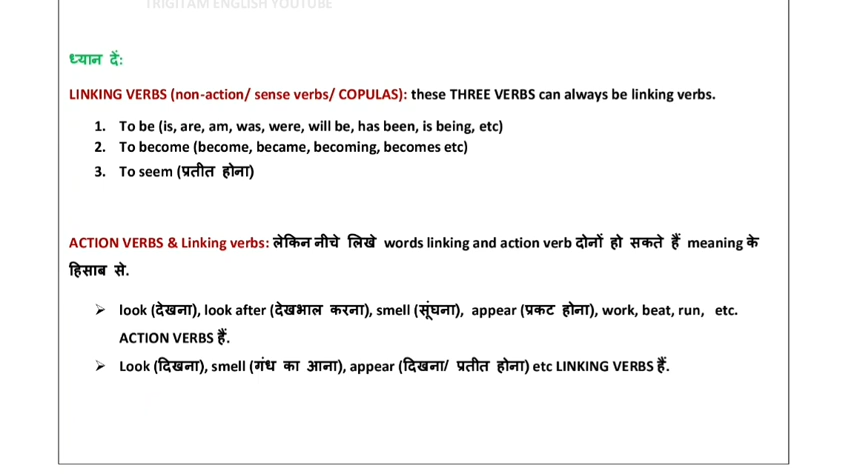 TRIGITAM ENGLISH YOUTUBE
ध्यान दें:
LINKING VERBS (non-action/ sense verbs/ COPULAS): these THREE VERBS can always be linking verbs.
1. To be (is, are, am, was, were, will be, has been, is being, etc)
2. To become (become, became, becoming, becomes etc)
3. To seem (प्रतीत होना)
ACTION VERBS & Linking verbs: लेकिन नीचे लिखे words linking and action verb दोनों हो सकते हैं meaning के
हिसाब से.
➢ look (देखना), look after (देखभाल करना), smell (सूंघना), appear (प्रकट होना), work, beat, run, etc.
ACTION VERBS हैं.
➢ Look (दिखना), smell (गंध का आना), appear (दिखना/ प्रतीत होना) etc LINKING VERBS हैं.